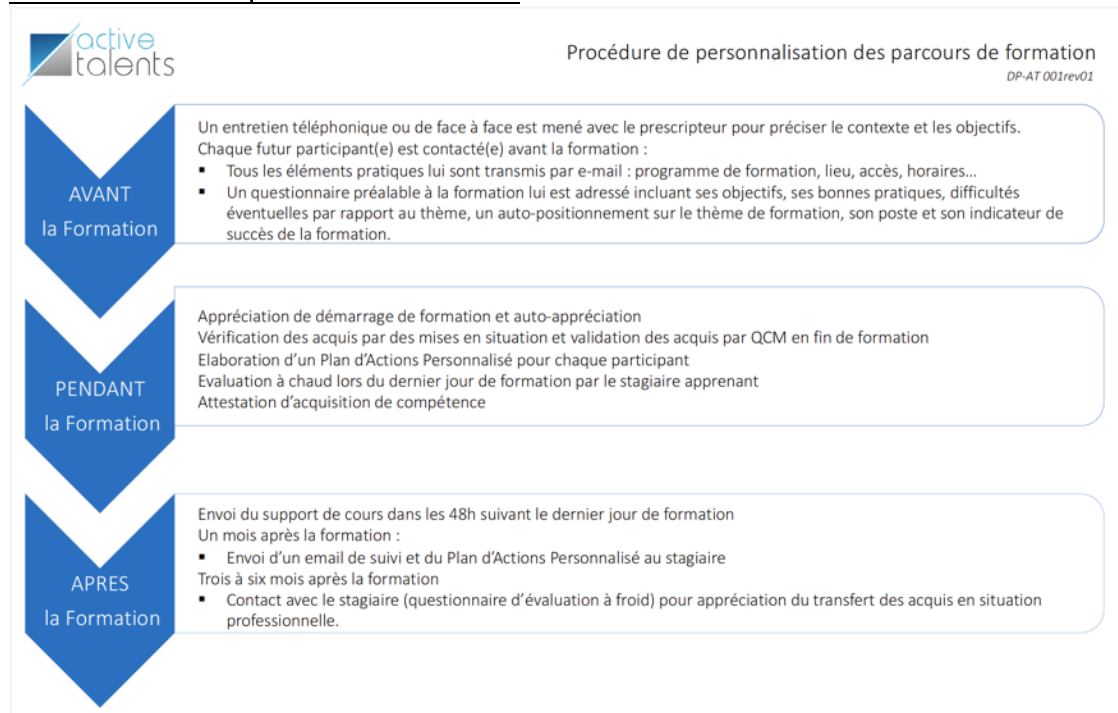 active
talents
Procédure de personnalisation des parcours de formation
DP-AT 001rev01
AVANT
la Formation
Un entretien téléphonique ou de face à face est mené avec le prescripteur pour préciser le contexte et les objectifs.
Chaque futur participant(e) est contacté(e) avant la formation :
▪ Tous les éléments pratiques lui sont transmis par e-mail : programme de formation, lieu, accès, horaires…
▪ Un questionnaire préalable à la formation lui est adressé incluant ses objectifs, ses bonnes pratiques, difficultés
éventuelles par rapport au thème, un auto-positionnement sur le thème de formation, son poste et son indicateur de
succès de la formation.
PENDANT
la Formation
Appréciation de démarrage de formation et auto-appréciation
Vérification des acquis par des mises en situation et validation des acquis par QCM en fin de formation
Elaboration d’un Plan d’Actions Personnalisé pour chaque participant
Evaluation à chaud lors du dernier jour de formation par le stagiaire apprenant
Attestation d’acquisition de compétence
APRES
la Formation
Envoi du support de cours dans les 48h suivant le dernier jour de formation
Un mois après la formation :
▪ Envoi d’un email de suivi et du Plan d’Actions Personnalisé au stagiaire
Trois à six mois après la formation
▪ Contact avec le stagiaire (questionnaire d’évaluation à froid) pour appréciation du transfert des acquis en situation
professionnelle.